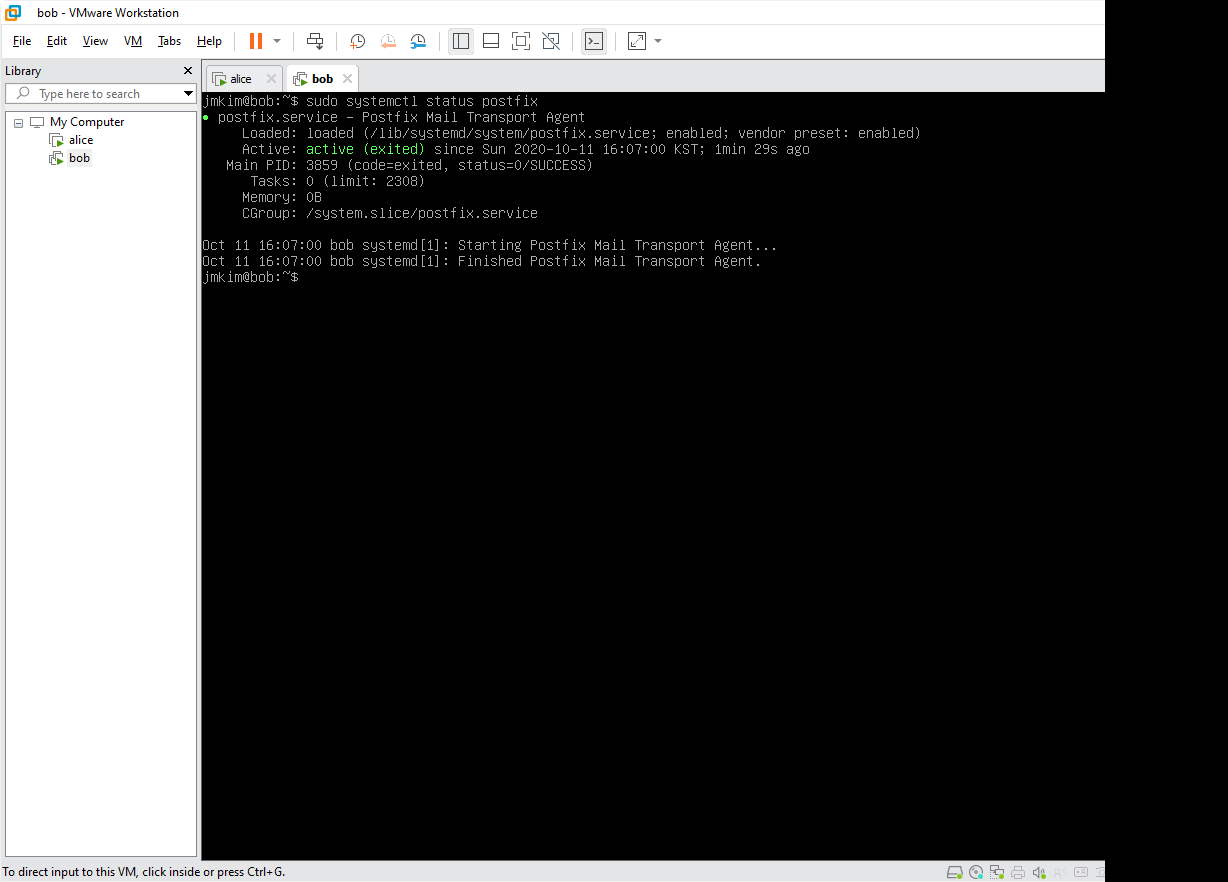 bob - VMware Workstation
File Edit View VM Tabs Help
Library
Type here to search
My Computer
alice
bob
alice bob
jmkim@bob:~$ sudo systemctl status postfix
● postfix.service - Postfix Mail Transport Agent
Loaded: loaded (/lib/systemd/system/postfix.service; enabled; vendor preset: enabled)
Active: active (exited) since Sun 2020-10-11 16:07:00 KST; 1min 29s ago
Main PID: 3859 (code=exited, status=0/SUCCESS)
Tasks: 0 (limit: 2308)
Memory: 0B
CGroup: /system.slice/postfix.service
Oct 11 16:07:00 bob systemd[1]: Starting Postfix Mail Transport Agent...
Oct 11 16:07:00 bob systemd[1]: Finished Postfix Mail Transport Agent.
jmkim@bob:~$
To direct input to this VM, click inside or press Ctrl+G.